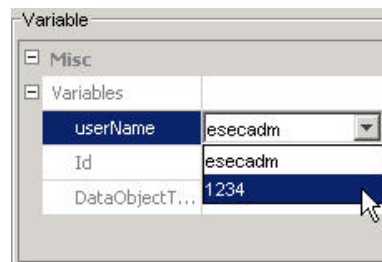 Variable
Misc
Variables
userName esecadm
Id esecadm
DataObjectT... 1234